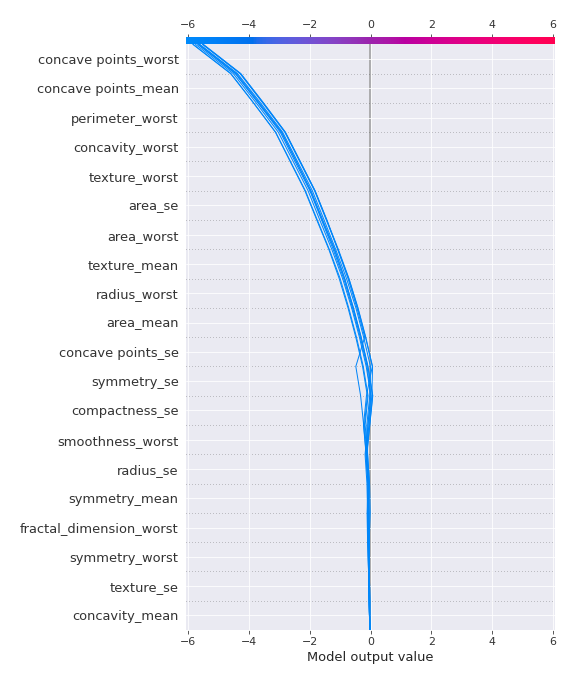 −6 −4 −2 0 2 4 6
concave points_worst
concave points_mean
perimeter_worst
concavity_worst
texture_worst
area_se
area_worst
texture_mean
radius_worst
area_mean
concave points_se
symmetry_se
compactness_se
smoothness_worst
radius_se
symmetry_mean
fractal_dimension_worst
symmetry_worst
texture_se
concavity_mean
−6 −4 −2 0 2 4 6
Model output value